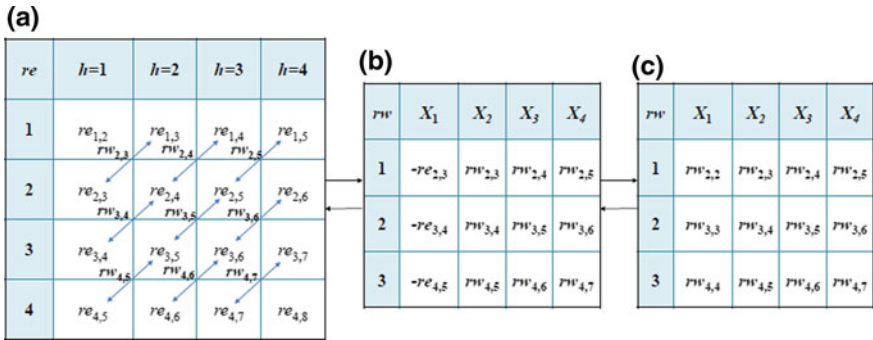 (a)
re h=1 h=2 h=3 h=4
1 re1,2 re1,3 re1,4 re1,5
rw2,3 rw2,4 rw2,5
2 re2,3 re2,4 re2,5 re2,6
rw3,4 rw3,5 rw3,6
3 re3,4 re3,5 re3,6 re3,7
rw4,5 rw4,6 rw4,7
4 re4,5 re4,6 re4,7 re4,8
(b)
rw X1 X2 X3 X4
1 -re2,3 rw2,3 rw2,4 rw2,5
2 -re3,4 rw3,4 rw3,5 rw3,6
3 -re4,5 rw4,5 rw4,6 rw4,7
(c)
rw X1 X2 X3 X4
1 rw2,2 rw2,3 rw2,4 rw2,5
2 rw3,3 rw3,4 rw3,5 rw3,6
3 rw4,4 rw4,5 rw4,6 rw4,7